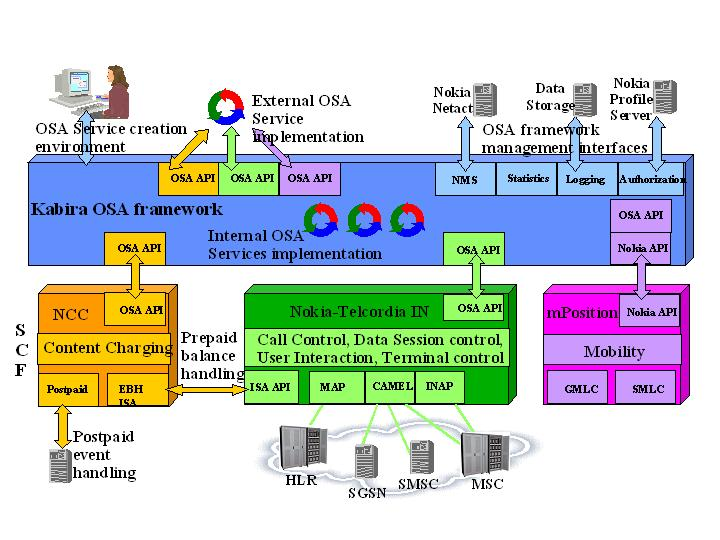 Nokia
Netact
Data
Storage
Nokia
Profile
Server
External OSA
Service
implementation
OSA Service creation
environment
OSA framework
management interfaces
OSA API
OSA API
OSA API
NMS
Statistics
Logging
Authorization
Kabira OSA framework
Internal OSA
Services implementation
OSA API
OSA API
OSA API
Nokia API
S
C
F
NCC
OSA API
Content Charging
Postpaid
EBH
ISA
Prepaid
balance
handling
Nokia-Telcordia IN
OSA API
Call Control, Data Session control,
User Interaction, Terminal control
ISA API
MAP
CAMEL
INAP
mPosition
Nokia API
Mobility
GMLC
SMLC
Postpaid
event
handling
HLR
SGSN
SMSC
MSC